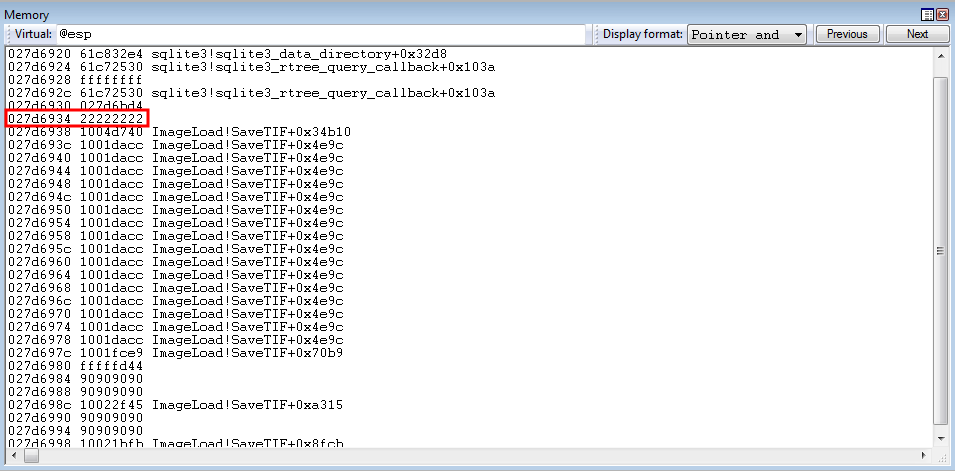 Memory
Virtual: @esp Display format: Pointer and Previous Next
027d6920 61c832e4 sqlite3!sqlite3_data_directory+0x32d8
027d6924 61c72530 sqlite3!sqlite3_rtree_query_callback+0x103a
027d6928 ffffffff
027d692c 61c72530 sqlite3!sqlite3_rtree_query_callback+0x103a
027d6930 027d6bd4
027d6934 22222222
027d6938 1004d740 ImageLoad!SaveTIF+0x34b10
027d693c 1001dacc ImageLoad!SaveTIF+0x4e9c
027d6940 1001dacc ImageLoad!SaveTIF+0x4e9c
027d6944 1001dacc ImageLoad!SaveTIF+0x4e9c
027d6948 1001dacc ImageLoad!SaveTIF+0x4e9c
027d694c 1001dacc ImageLoad!SaveTIF+0x4e9c
027d6950 1001dacc ImageLoad!SaveTIF+0x4e9c
027d6954 1001dacc ImageLoad!SaveTIF+0x4e9c
027d6958 1001dacc ImageLoad!SaveTIF+0x4e9c
027d695c 1001dacc ImageLoad!SaveTIF+0x4e9c
027d6960 1001dacc ImageLoad!SaveTIF+0x4e9c
027d6964 1001dacc ImageLoad!SaveTIF+0x4e9c
027d6968 1001dacc ImageLoad!SaveTIF+0x4e9c
027d696c 1001dacc ImageLoad!SaveTIF+0x4e9c
027d6970 1001dacc ImageLoad!SaveTIF+0x4e9c
027d6974 1001dacc ImageLoad!SaveTIF+0x4e9c
027d6978 1001dacc ImageLoad!SaveTIF+0x4e9c
027d697c 1001fce9 ImageLoad!SaveTIF+0x70b9
027d6980 fffffd44
027d6984 90909090
027d6988 90909090
027d698c 10022f45 ImageLoad!SaveTIF+0xa315
027d6990 90909090
027d6994 90909090
027d6998 10021bfb ImageLoad!SaveTIF+0x8fcb